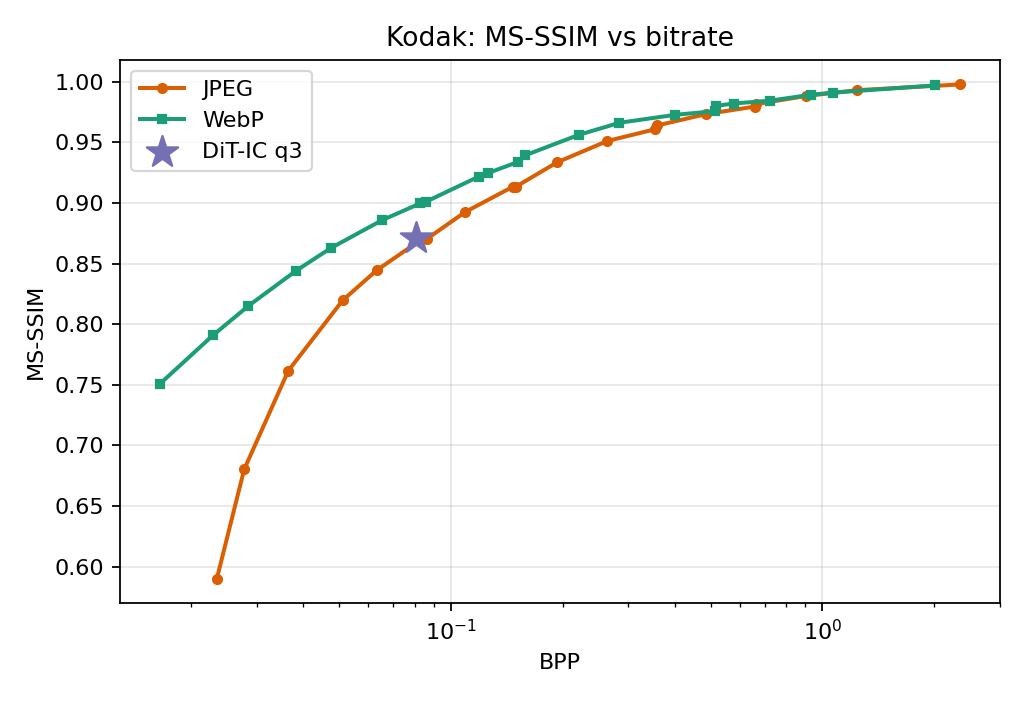 Kodak: MS-SSIM vs bitrate
JPEG
WebP
DiT-IC q3
MS-SSIM
1.00
0.95
0.90
0.85
0.80
0.75
0.70
0.65
0.60
10⁻¹
10⁰
BPP